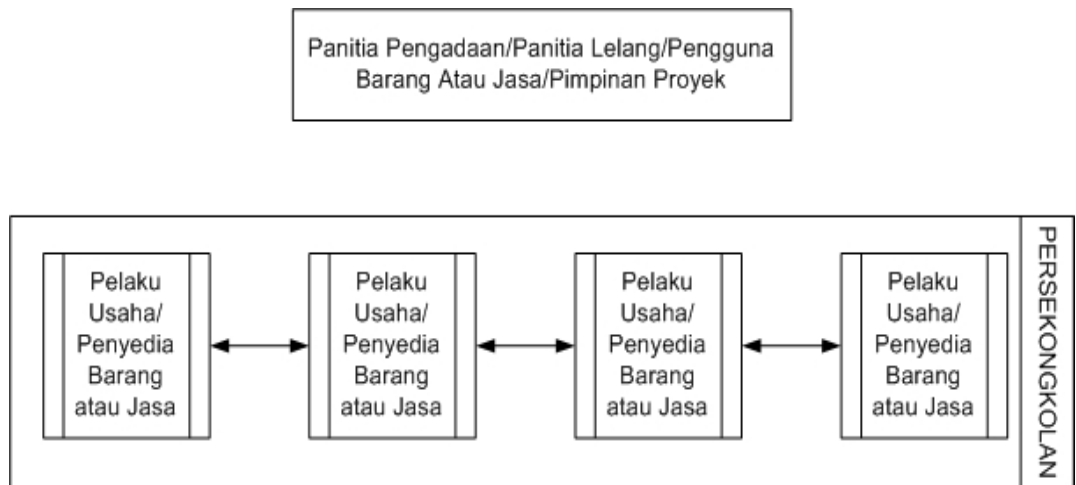 Panitia Pengadaan/Panitia Lelang/Pengguna
Barang Atau Jasa/Pimpinan Proyek
Pelaku
Usaha/
Penyedia
Barang
atau Jasa
Pelaku
Usaha/
Penyedia
Barang
atau Jasa
Pelaku
Usaha/
Penyedia
Barang
atau Jasa
Pelaku
Usaha/
Penyedia
Barang
atau Jasa
PERSEKONGKOLAN